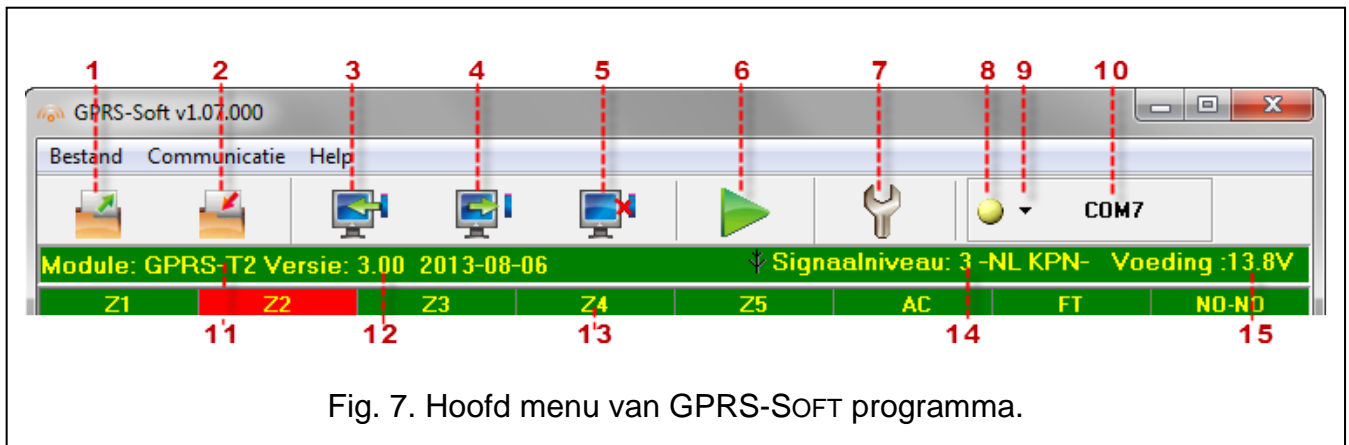 1 2 3 4 5 6 7 8 9 10
GPRS-Soft v1.07.000
Bestand Communicatie Help
COM7
Module: GPRS-T2 Versie: 3.00 2013-08-06 Signaalniveau: 3 -NL KPN- Voeding :13.8V
Z1 Z2 Z3 Z4 Z5 AC FT NO-NO
11 12 13 14 15
Fig. 7. Hoofd menu van GPRS-SOFT programma.